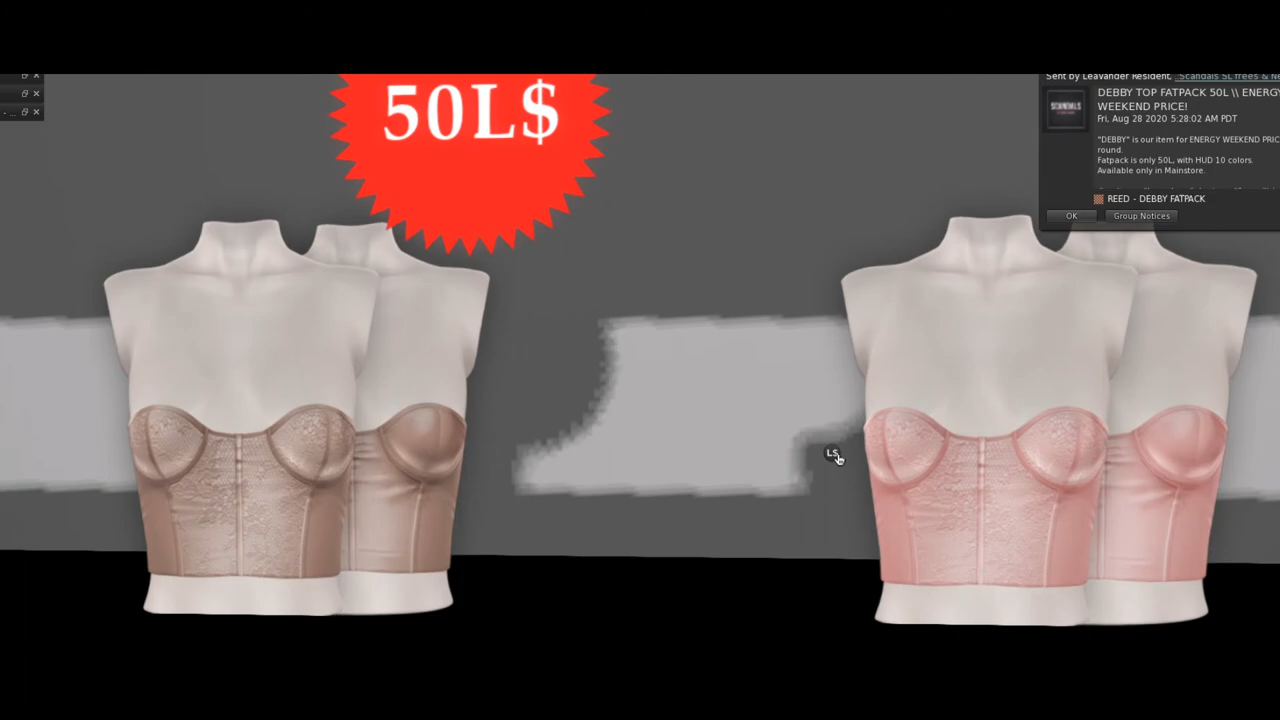 50L$
Sent by Leavander Resident, Scandals SL frees & Ne
SCANDALS
DEBBY TOP FATPACK 50L \\ ENERGY
WEEKEND PRICE!
Fri, Aug 28 2020 5:28:02 AM PDT
"DEBBY" is our item for ENERGY WEEKEND PRIC
round.
Fatpack is only 50L, with HUD 10 colors.
Available only in Mainstore.
REED - DEBBY FATPACK
OK
Group Notices
L$